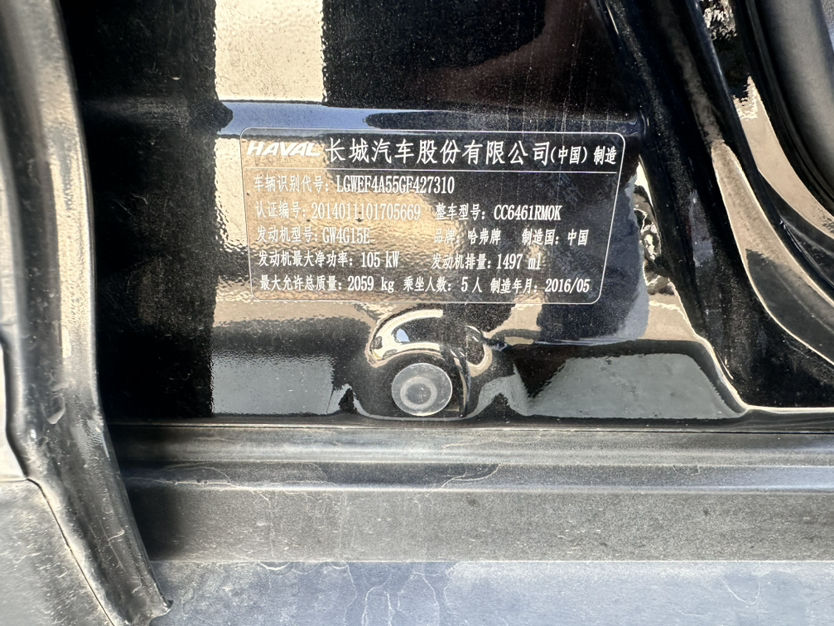 HAVAL 长城汽车股份有限公司(中国) 制造
车辆识别代号: LGWEF4A55GF427310
认证编号: 2014011101705669 整车型号: CC6461RM0K
发动机型号: GW4G15E 品牌: 哈弗牌 制造国: 中国
发动机最大净功率: 105 kW 发动机排量: 1497 ml
最大允许总质量: 2059 kg 乘坐人数: 5 人 制造年月: 2016/05